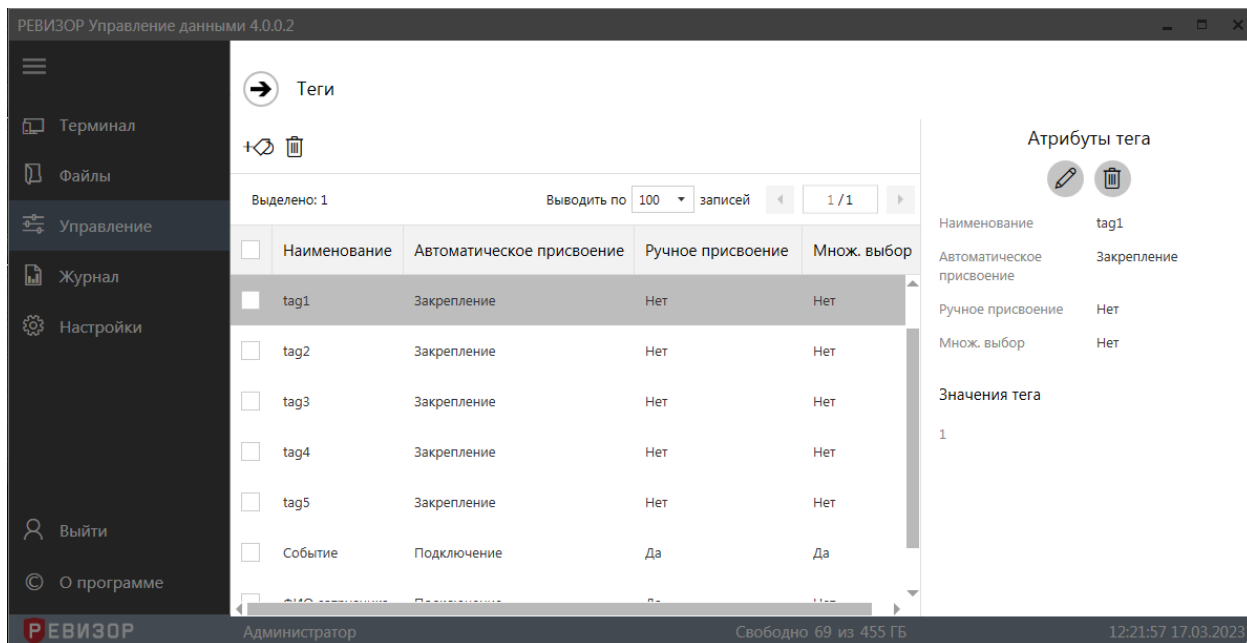 РЕВИЗОР Управление данными 4.0.0.2
Терминал
Файлы
Управление
Журнал
Настройки
Выйти
© О программе
Теги
Выделено: 1 Выводить по 100 записей 1 / 1
Наименование Автоматическое присвоение Ручное присвоение Множ. выбор
tag1 Закрепление Нет Нет
tag2 Закрепление Нет Нет
tag3 Закрепление Нет Нет
tag4 Закрепление Нет Нет
tag5 Закрепление Нет Нет
Событие Подключение Да Да
Атрибуты тега
Наименование tag1
Автоматическое Закрепление
присвоение
Ручное присвоение Нет
Множ. выбор Нет
Значения тега
1
РЕВИЗОР Администратор Свободно 69 из 455 ГБ 12:21:57 17.03.2023